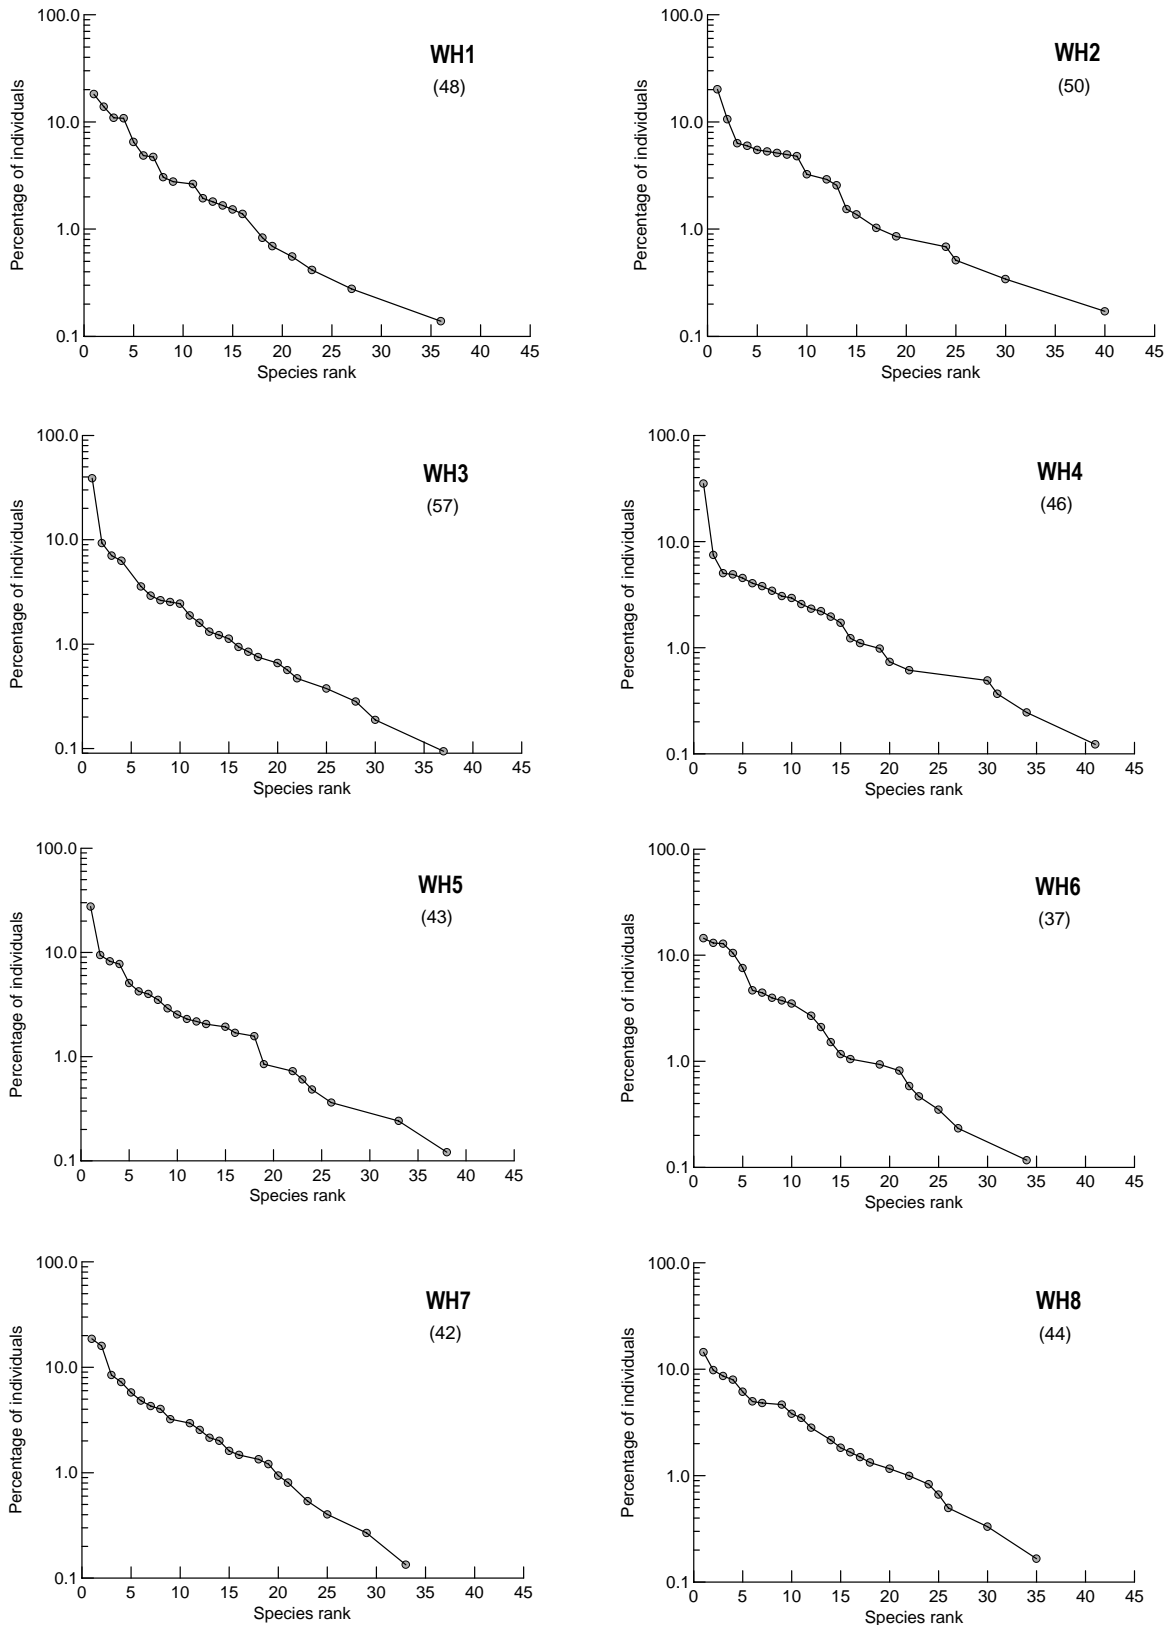 100.0
10.0
1.0
0.1
Percentage of individuals
WH1
(48)
0 5 10 15 20 25 30 35 40 45
Species rank
100.0
10.0
1.0
0.1
Percentage of individuals
WH2
(50)
0 5 10 15 20 25 30 35 40 45
Species rank
100.0
10.0
1.0
0.1
Percentage of individuals
WH3
(57)
0 5 10 15 20 25 30 35 40 45
Species rank
100.0
10.0
1.0
0.1
Percentage of individuals
WH4
(46)
0 5 10 15 20 25 30 35 40 45
Species rank
100.0
10.0
1.0
0.1
Percentage of individuals
WH5
(43)
0 5 10 15 20 25 30 35 40 45
Species rank
100.0
10.0
1.0
0.1
Percentage of individuals
WH6
(37)
0 5 10 15 20 25 30 35 40 45
Species rank
100.0
10.0
1.0
0.1
Percentage of individuals
WH7
(42)
0 5 10 15 20 25 30 35 40 45
Species rank
100.0
10.0
1.0
0.1
Percentage of individuals
WH8
(44)
0 5 10 15 20 25 30 35 40 45
Species rank